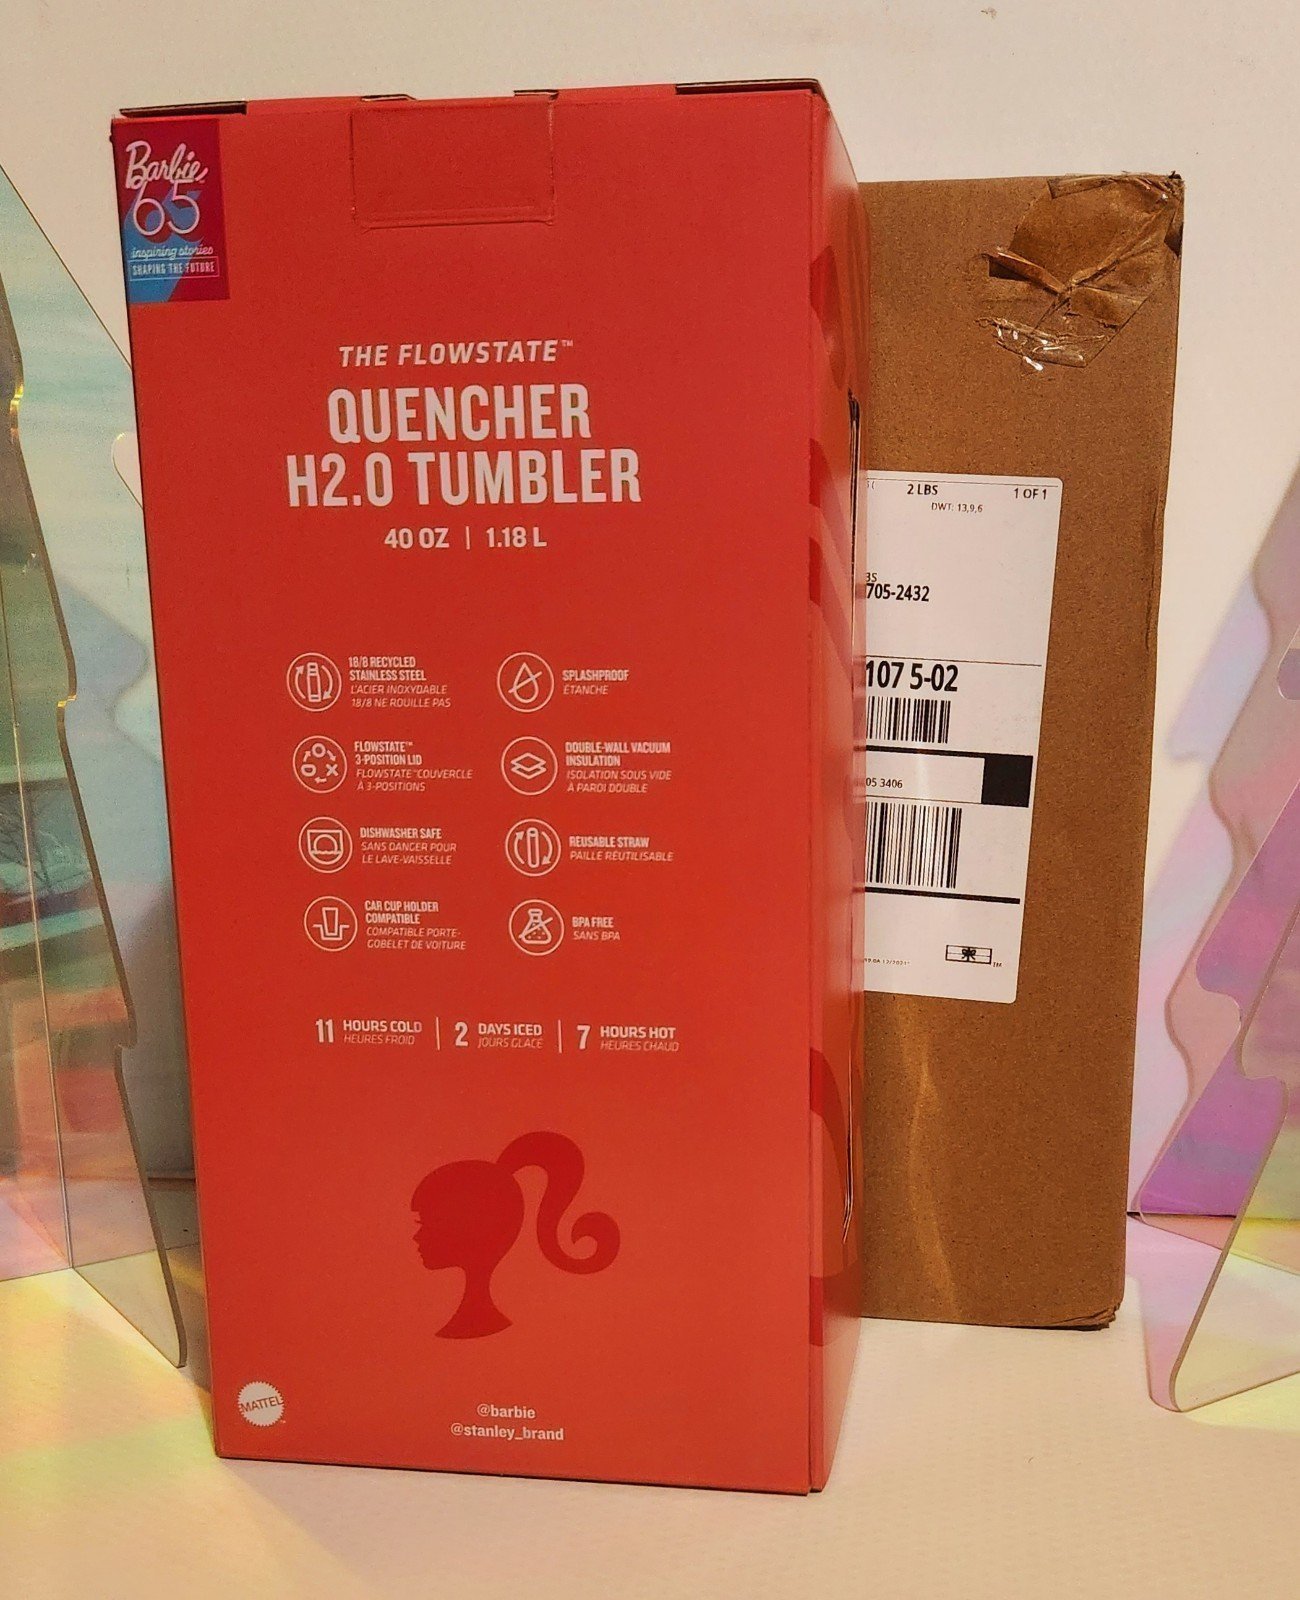 Barbie
65
inspiring stories
SHAPING THE FUTURE
THE FLOWSTATE™
QUENCHER
H2.0 TUMBLER
40 OZ | 1.18 L
18/8 RECYCLED
STAINLESS STEEL
L'ACIER INOXYDABLE
18/8 NE ROUILLE PAS
SPLASHPROOF
ÉTANCHE
FLOWSTATE™
3-POSITION LID
FLOWSTATE™COUVERCLE
À 3-POSITIONS
DOUBLE-WALL VACUUM
INSULATION
ISOLATION SOUS VIDE
À PAROI DOUBLE
DISHWASHER SAFE
SANS DANGER POUR
LE LAVE-VAISSELLE
REUSABLE STRAW
PAILLE RÉUTILISABLE
CAR CUP HOLDER
COMPATIBLE
COMPATIBLE PORTE-
GOBELET DE VOITURE
BPA FREE
SANS BPA
11 HOURS COLD
HEURES FROID
2 DAYS ICED
JOURS GLACÉ
7 HOURS HOT
HEURES CHAUD
MATTEL
@barbie
@stanley_brand
2 LBS
1 OF 1
DWT: 13,9,6
705-2432
107 5-02
05 3406
12/2021
TM